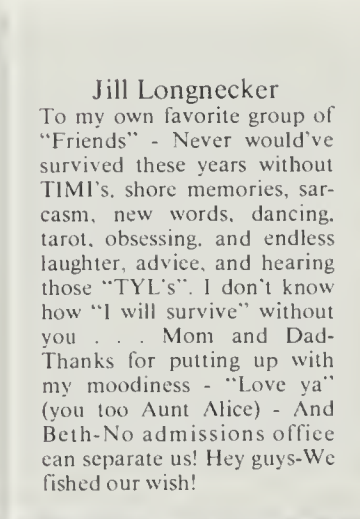 Jill Longnecker
To my own favorite group of
"Friends" - Never would've
survived these years without
TIMI's, shore memories, sar-
casm, new words, dancing,
tarot, obsessing, and endless
laughter, advice, and hearing
those "TYL's". I don't know
how "I will survive" without
you . . . Mom and Dad-
Thanks for putting up with
my moodiness - "Love ya"
(you too Aunt Alice) - And
Beth-No admissions office
can separate us! Hey guys-We
fished our wish!